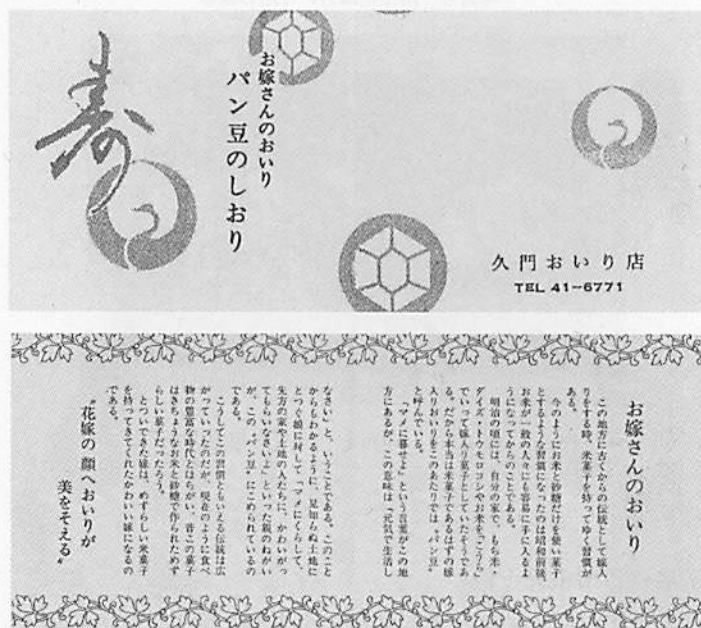 寿
お嫁さんのおいり
パン豆のしおり
久門おいり店
TEL 41-6771
お嫁さんのおいり
この地方に古くからの伝統として嫁入
りをする時、米菓子を持ってゆく習慣が
ある。
今のようにお米と砂糖だけを使い菓子
とするような習慣になったのは昭和前後、
お米が一般の人々にも容易に手に入るよ
うになってからのことである。
明治の頃には、自分の家で、もち米・
ダイズ・トウモロコシやお米を"こうら"
でいって嫁入り菓子としていたそうであ
る。だから本当は米菓子であるはずの嫁
入りおいりをこのあたりでは"パン豆"
と呼んでいる。
「マメに暮せよ」という言葉がこの地
方にあるが、この意味は「元気で生活し
なさい」と、いうことである。このこと
からもわかるように、見知らぬ土地に
とつぐ娘に対して「マメにくらして、
先方の家や土地の人たちに、かわいがっ
てもらいなさいよ」といった親のねがい
が、この"パン豆"にこめられているの
である。
こうしてこの習慣ともいえる伝統は広
がっていったのだが、現在のように食べ
物の豊富な時代とはちがい、昔この菓子
はきちょうなお米と砂糖で作られためず
らしい菓子だったろう。
とついできた嫁は、めずらしい米菓子
を持ってきてくれたかわいい嫁になるの
である。
"花嫁の 顔へおいりが
美をそえる"